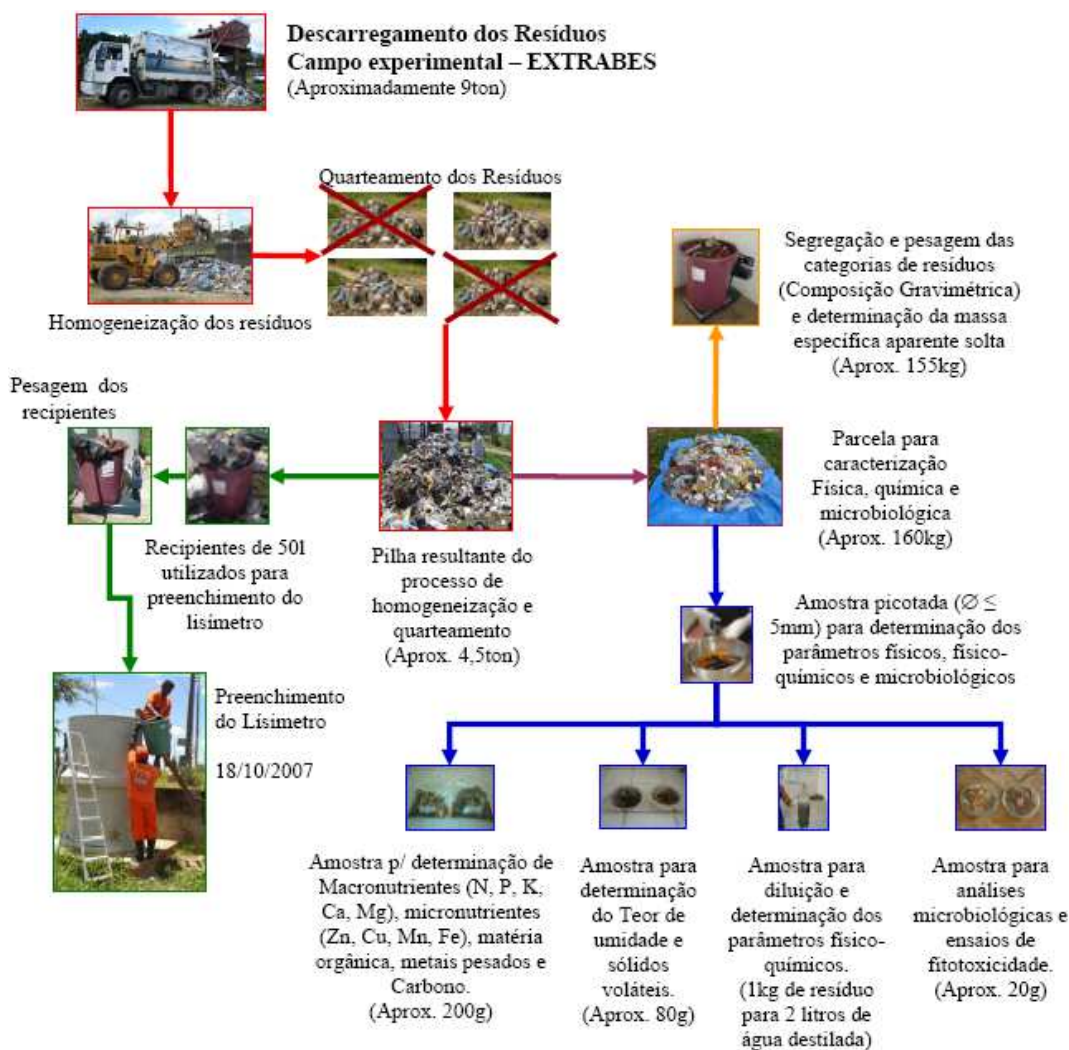 Descarregamento dos Resíduos
Campo experimental – EXTRABES
(Aproximadamente 9ton)
Quarteamento dos Resíduos
Homogeneização dos resíduos
Segregação e pesagem das
categorias de resíduos
(Composição Gravimétrica)
e determinação da massa
específica aparente solta
(Aprox. 155kg)
Pesagem dos
recipientes
Recipientes de 50l
utilizados para
preenchimento do
lisímetro
Pilha resultante do
processo de
homogeneização e
quarteamento
(Aprox. 4,5ton)
Parcela para
caracterização
Física, química e
microbiológica
(Aprox. 160kg)
Amostra picotada (∅ ≤
5mm) para determinação dos
parâmetros físicos, físico-
químicos e microbiológicos
Preenchimento
do Lísimetro
18/10/2007
Amostra p/ determinação de
Macronutrientes (N, P, K,
Ca, Mg), micronutrientes
(Zn, Cu, Mn, Fe), matéria
orgânica, metais pesados e
Carbono.
(Aprox. 200g)
Amostra para
determinação
do Teor de
umidade e
sólidos
voláteis.
(Aprox. 80g)
Amostra para
diluição e
determinação dos
parâmetros físico-
químicos.
(1kg de resíduo
para 2 litros de
água destilada)
Amostra para
análises
microbiológicas e
ensaios de
fitotoxicidade.
(Aprox. 20g)